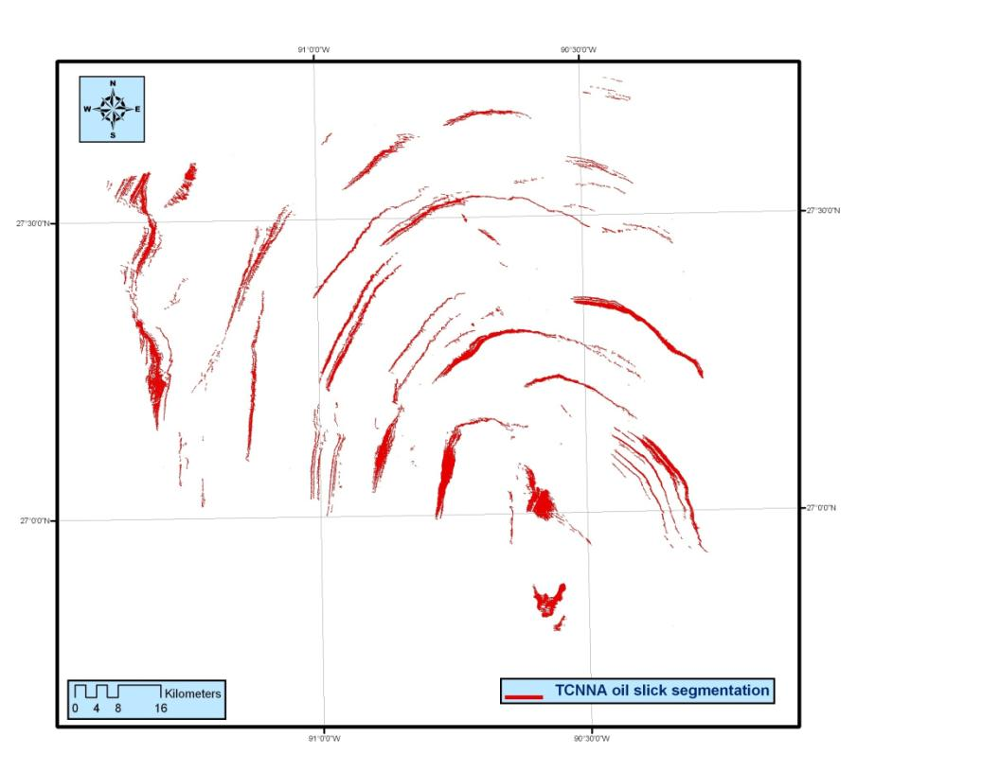 91°0'0"W 90°30'0"W
N
W E
S
27°30'0"N 27°30'0"N
27°0'0"N 27°0'0"N
TCNNA oil slick segmentation
Kilometers
0 4 8 16
91°0'0"W 90°30'0"W